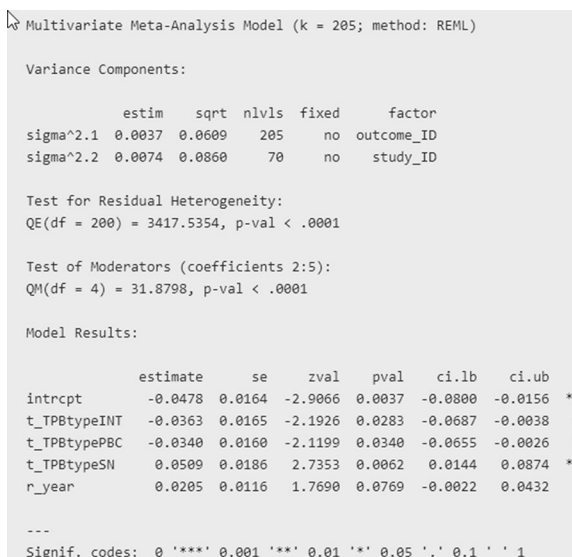 Multivariate Meta-Analysis Model (k = 205; method: REML)
Variance Components:
estim sqrt nlvls fixed factor
sigma^2.1 0.0037 0.0609 205 no outcome_ID
sigma^2.2 0.0074 0.0860 70 no study_ID
Test for Residual Heterogeneity:
QE(df = 200) = 3417.5354, p-val < .0001
Test of Moderators (coefficients 2:5):
QM(df = 4) = 31.8798, p-val < .0001
Model Results:
estimate se zval pval ci.lb ci.ub
intrcpt -0.0478 0.0164 -2.9066 0.0037 -0.0800 -0.0156 *
t_TPBtypeINT -0.0363 0.0165 -2.1926 0.0283 -0.0687 -0.0038
t_TPBtypePBC -0.0340 0.0160 -2.1199 0.0340 -0.0655 -0.0026
t_TPBtypeSN 0.0509 0.0186 2.7353 0.0062 0.0144 0.0874 *
r_year 0.0205 0.0116 1.7690 0.0769 -0.0022 0.0432
---
Signif. codes: 0 '***' 0.001 '**' 0.01 '*' 0.05 '.' 0.1 ' ' 1